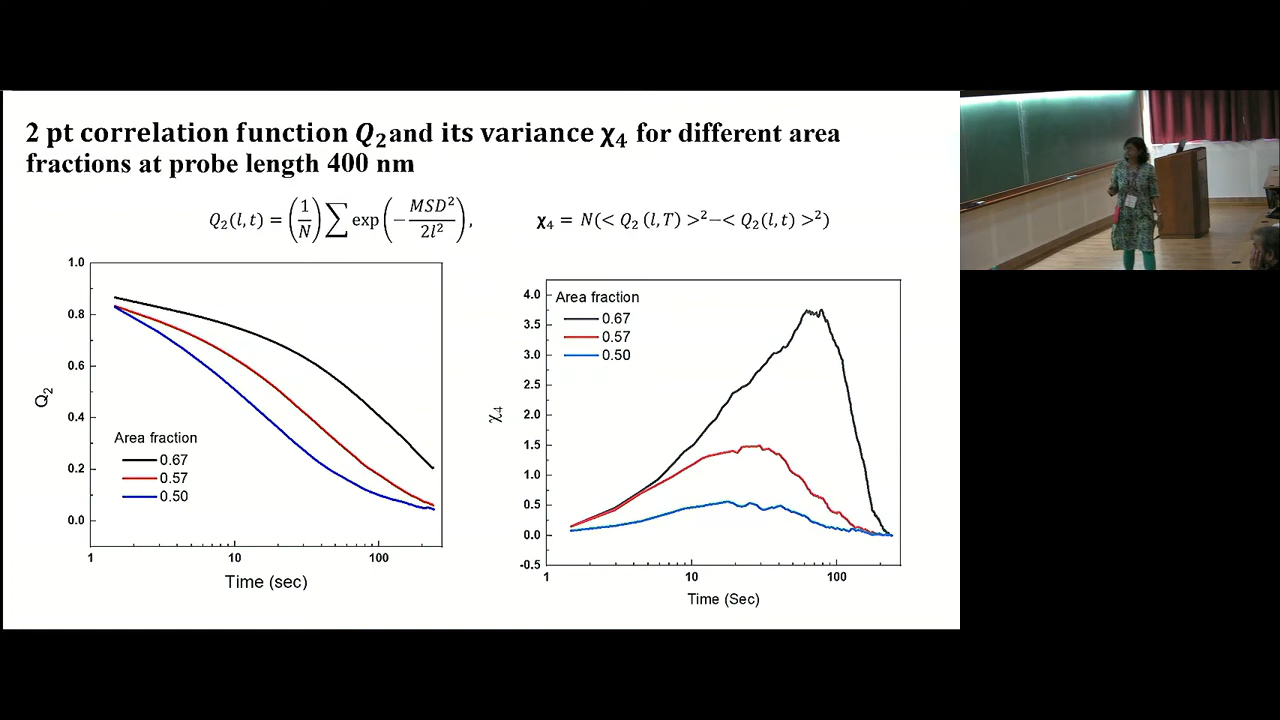 2 pt correlation function Q₂ and its variance χ₄ for different area
fractions at probe length 400 nm
Q₂(l, t) = (1/N) ∑ exp(−MSD²/2l²),
χ₄ = N(< Q₂ (l, T) >²−< Q₂(l, t) >²)
1.0
0.8
0.6
0.4
0.2
0.0
Q₂
Area fraction
0.67
0.57
0.50
1 10 100
Time (sec)
4.0
3.5
3.0
2.5
2.0
1.5
1.0
0.5
0.0
-0.5
χ₄
Area fraction
0.67
0.57
0.50
1 10 100
Time (Sec)